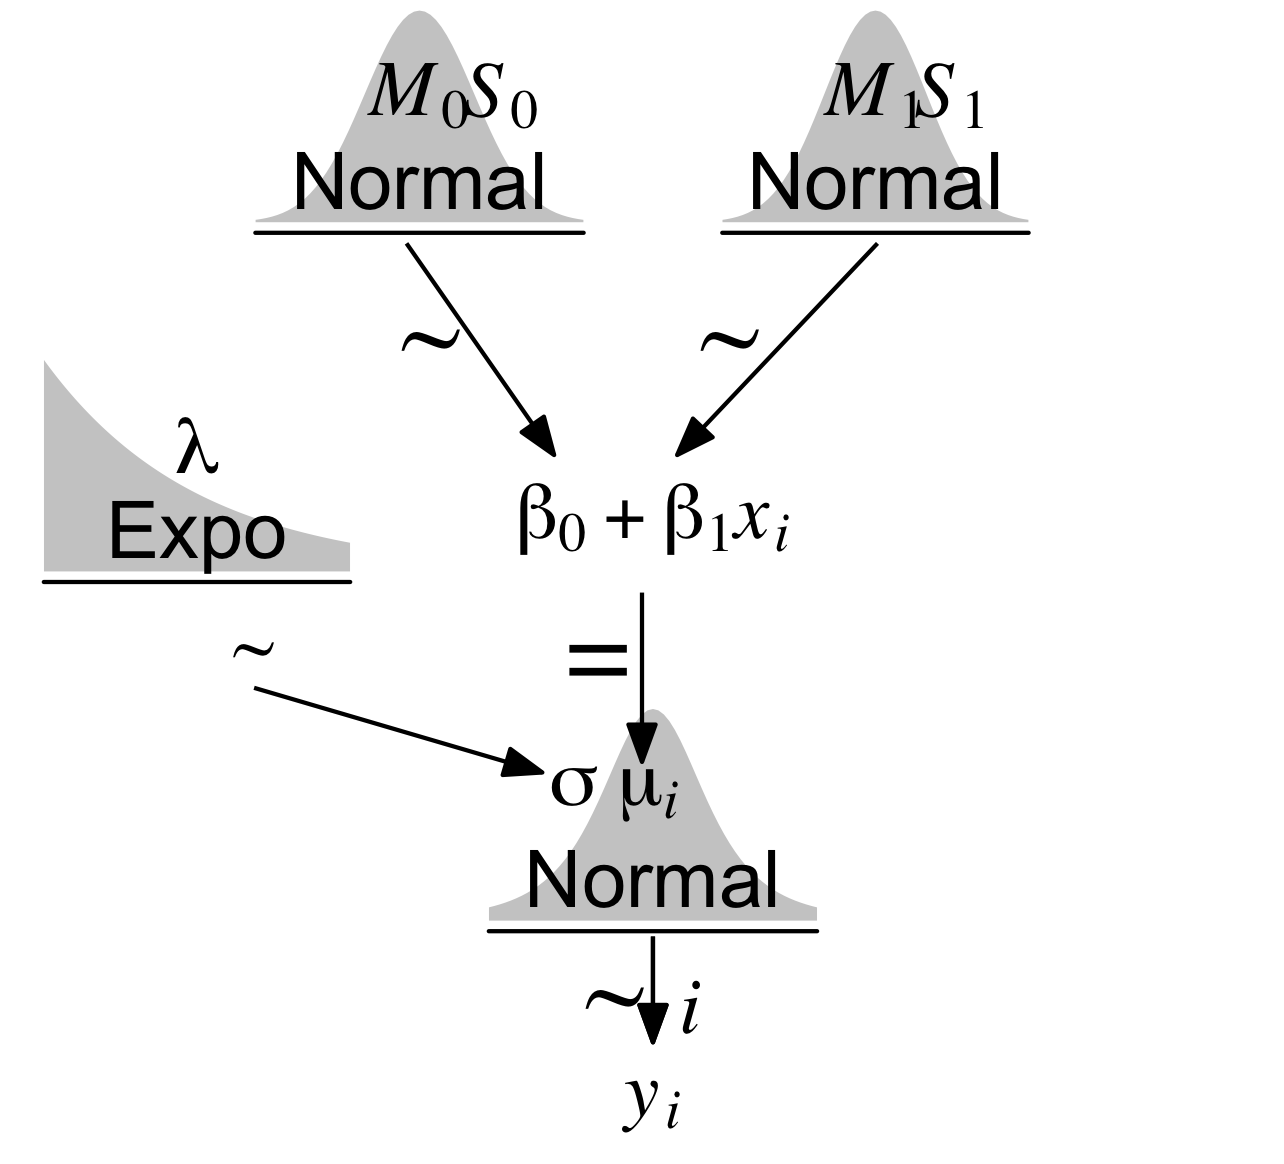 M₀S₀ M₁S₁
Normal Normal
~ ~
λ
Expo
β₀ + β₁xᵢ
~ =
σ μᵢ
Normal
~ i
yᵢ